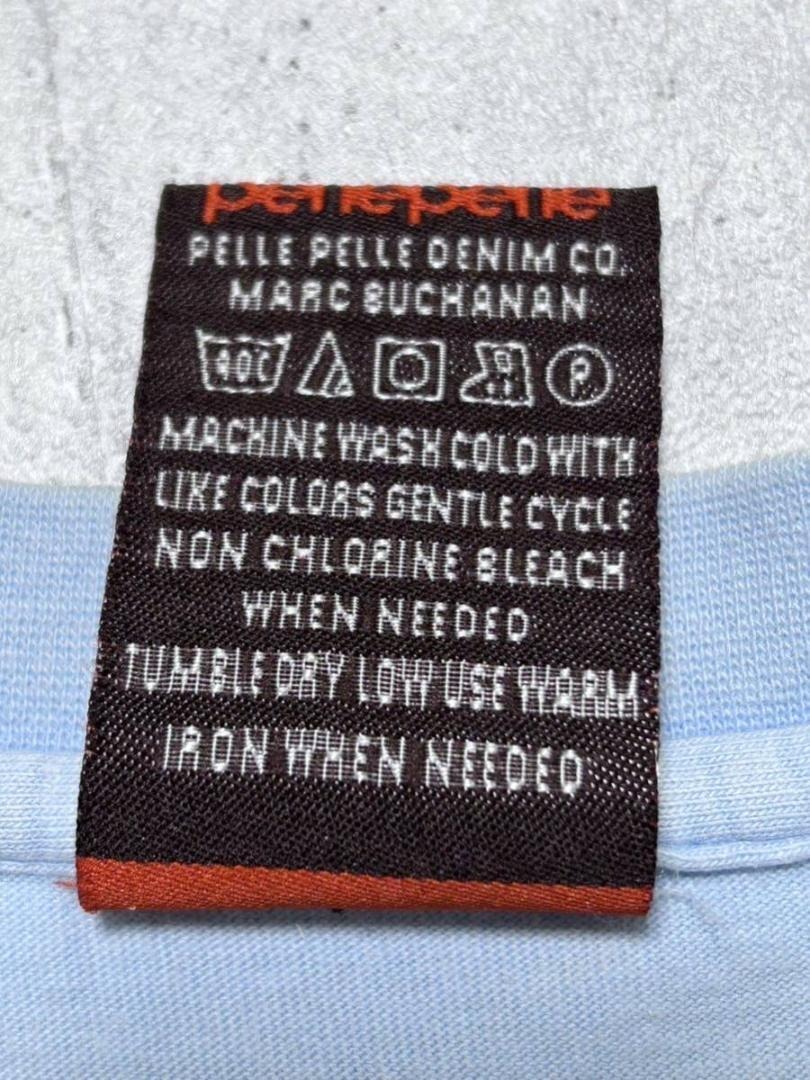 pellepelle
PELLE PELLE DENIM CO.
MARC BUCHANAN
40C P
MACHINE WASH COLD WITH
LIKE COLORS GENTLE CYCLE
NON CHLORINE BLEACH
WHEN NEEDED
TUMBLE DRY LOW USE WARM
IRON WHEN NEEDED